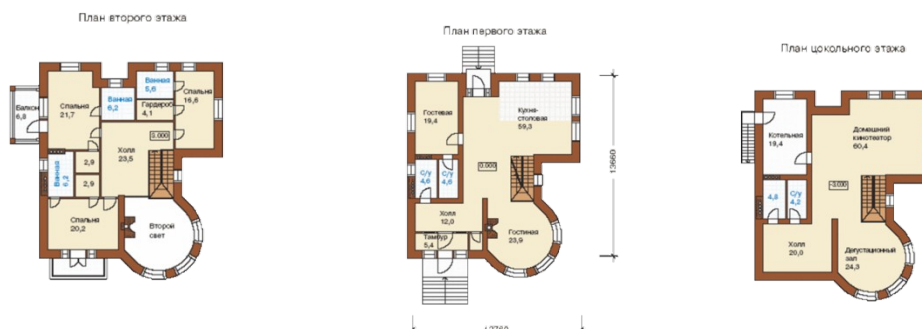 План второго этажа
Ванная
5,6
Спальня
21,7
Ванная
6,2
Гардероб
4,1
Спальня
16,6
Балкон
6,8
0.000
Холл
23,5
2,9
Ванная
6,2
2,9
Спальня
20,2
Второй
свет
План первого этажа
Гостевая
19,4
Кухня-
столовая
59,3
0.000
С/у
4,6
С/у
4,6
Холл
12,0
Тамбур
5,4
Гостиная
23,9
13660
План цокольного этажа
Котельная
19,4
Домашний
кинотеатр
60,4
-3.000
4,8
С/у
4,2
Холл
20,0
Дегустационный
зал
24,3